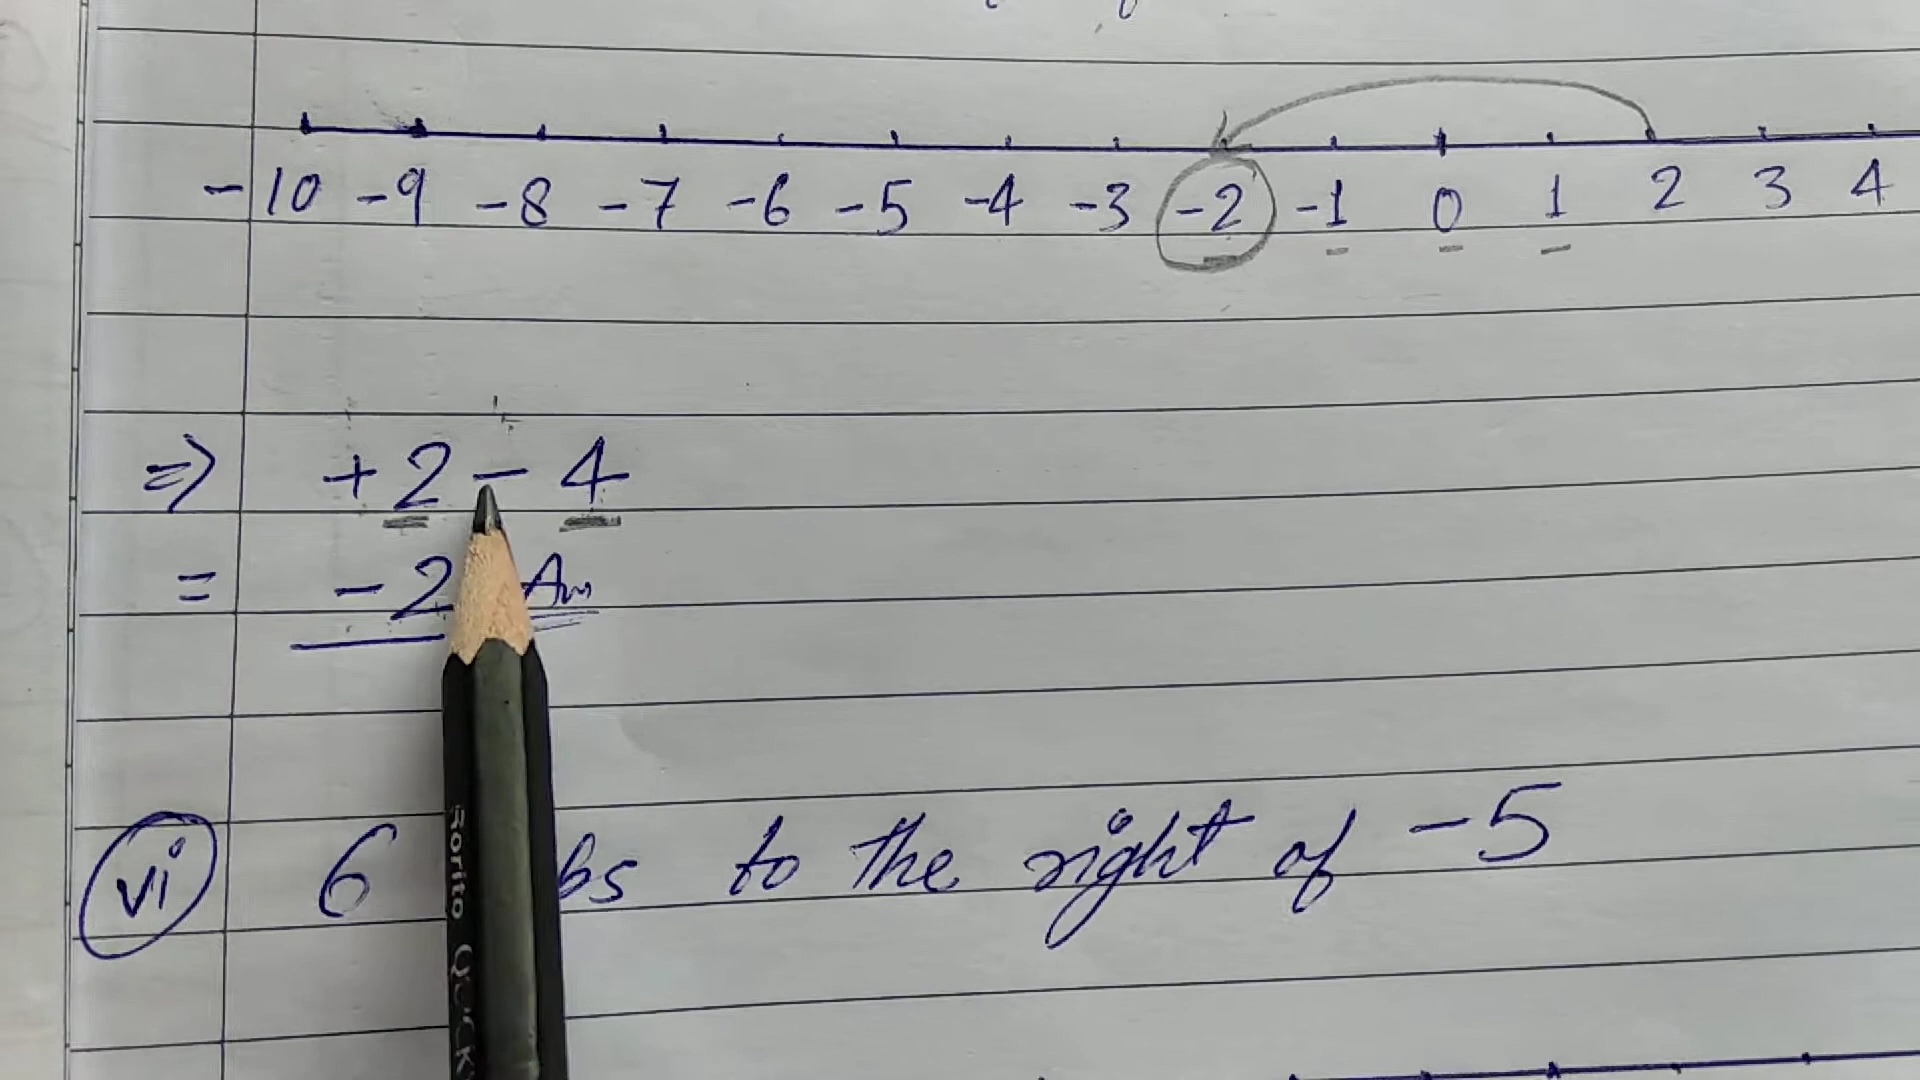 -10 -9 -8 -7 -6 -5 -4 -3 -2 -1 0 1 2 3 4
=> +2 - 4
= -2 Ans
vi 6 bs to the right of -5
Rorito